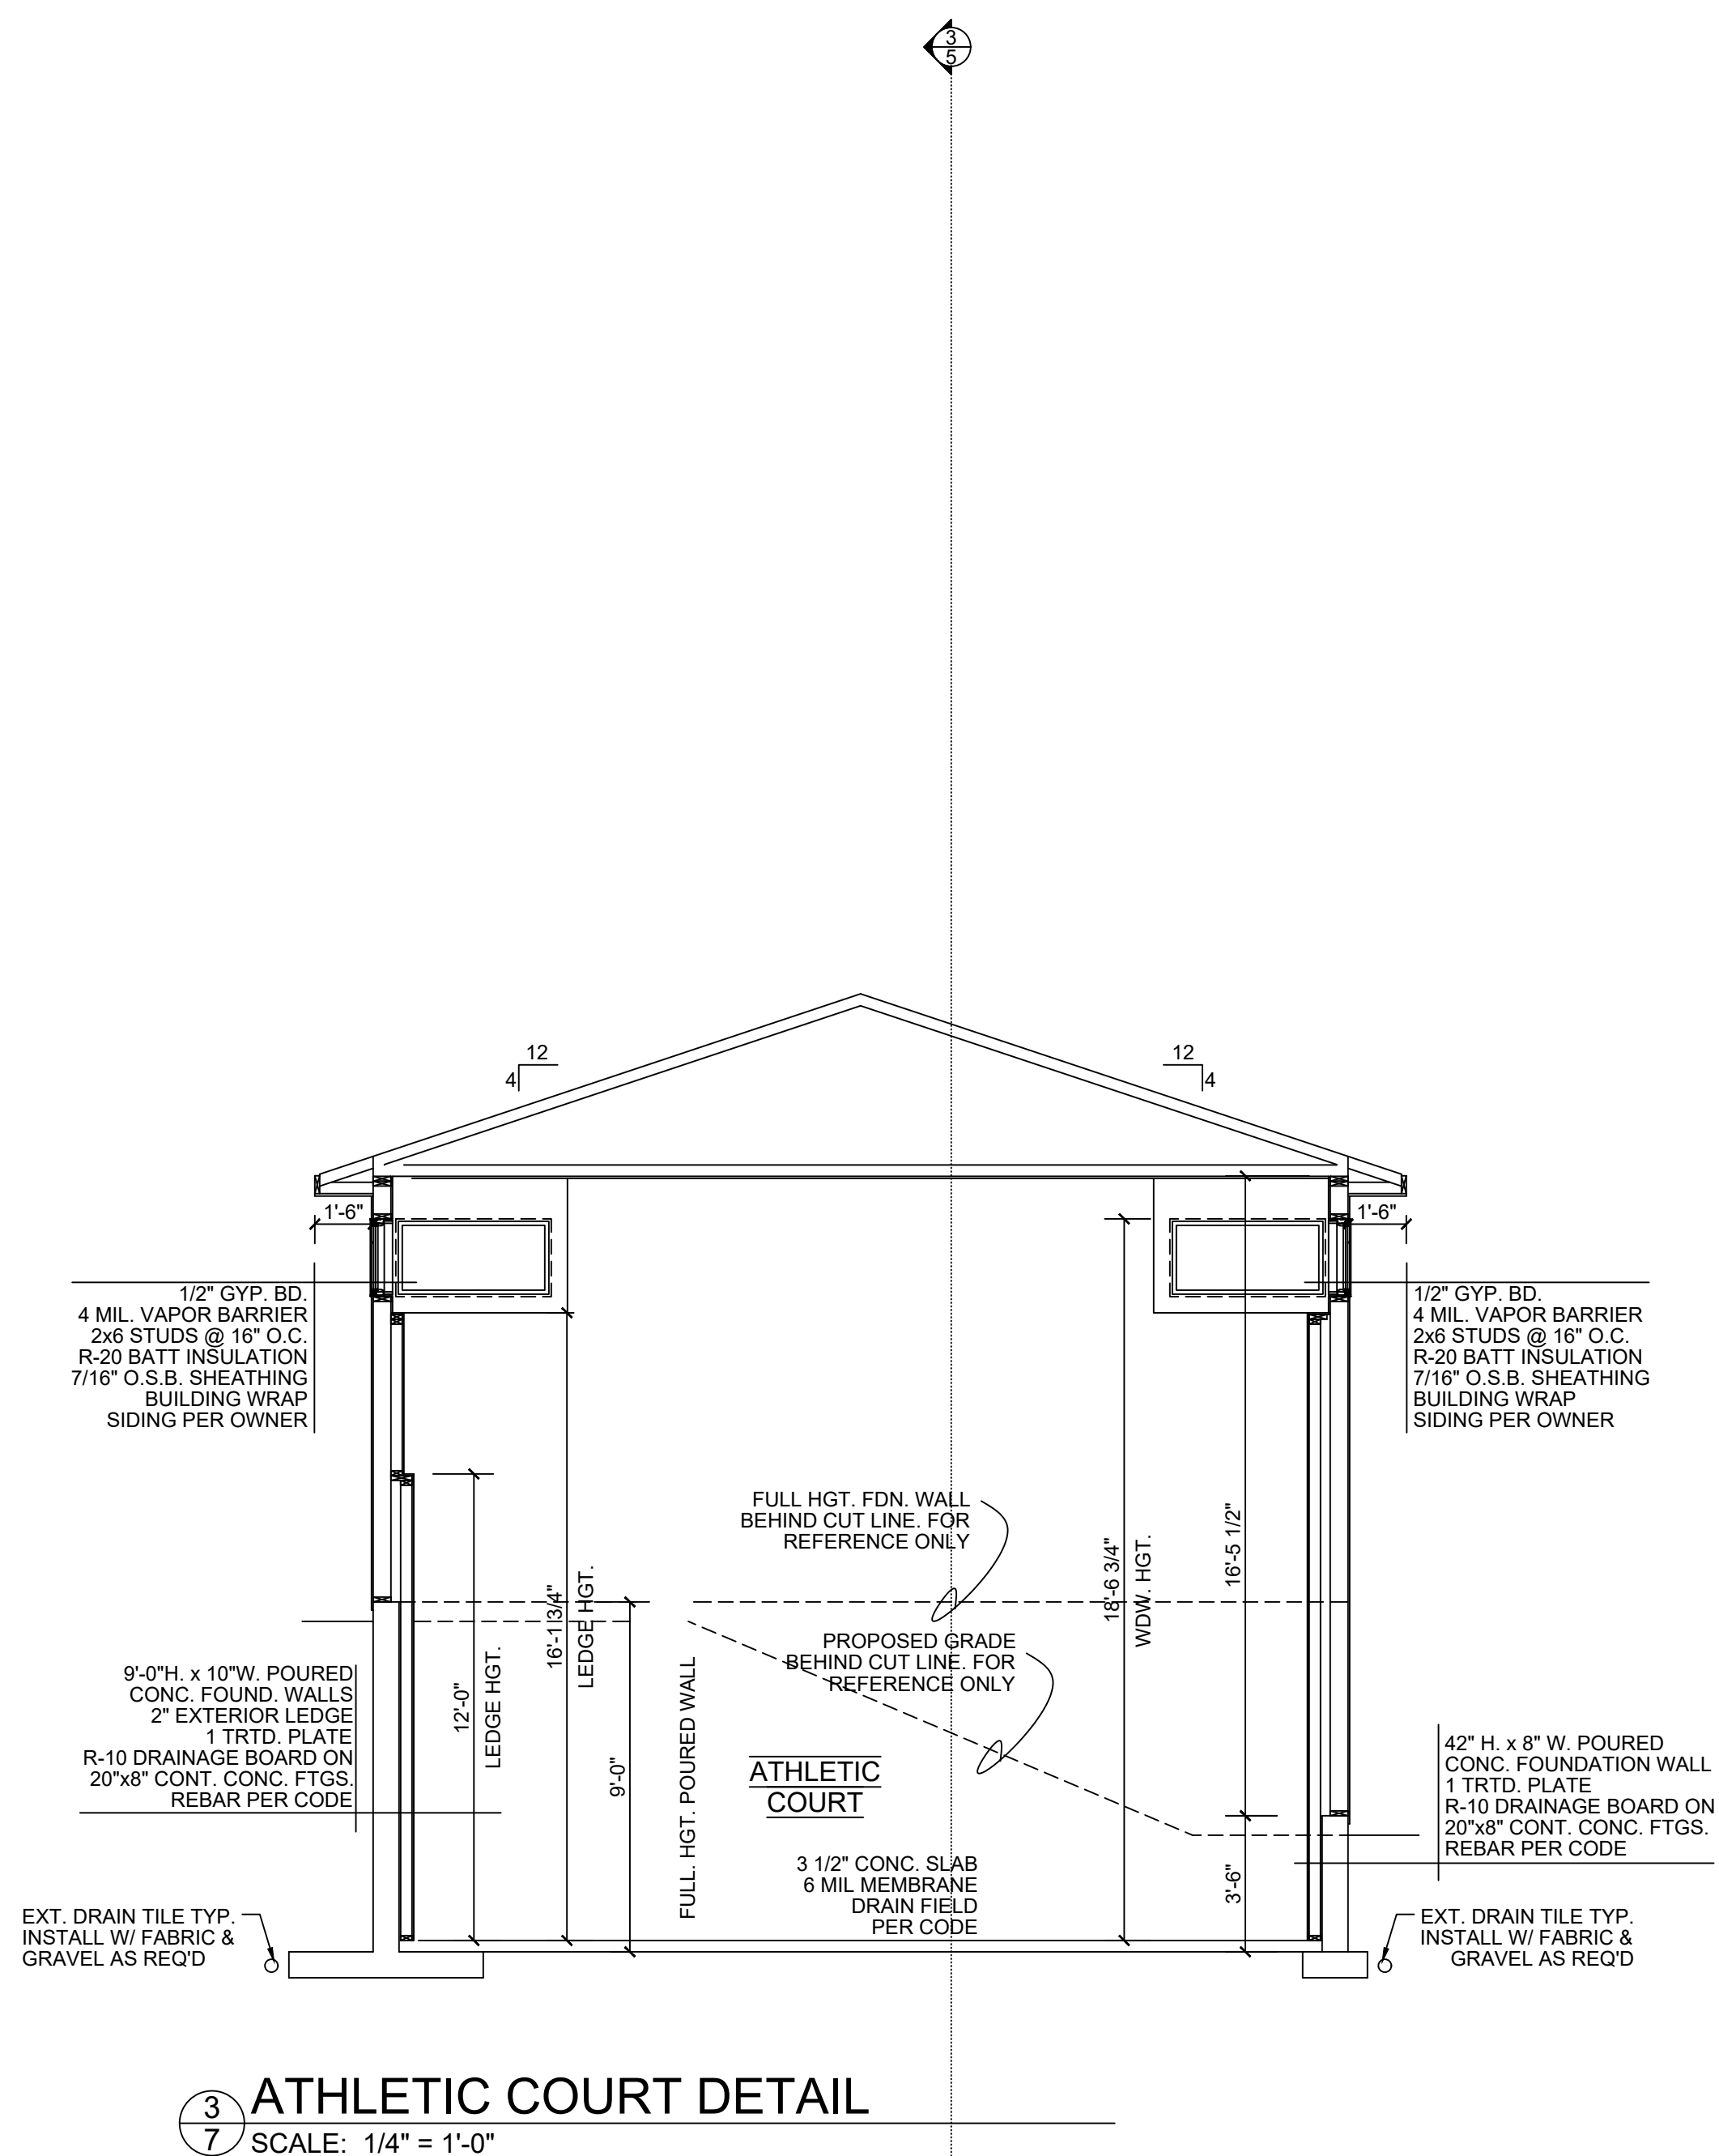 3
5
12
4
12
4
1'-6"
1'-6"
1/2" GYP. BD.
4 MIL. VAPOR BARRIER
2x6 STUDS @ 16" O.C.
R-20 BATT INSULATION
7/16" O.S.B. SHEATHING
BUILDING WRAP
SIDING PER OWNER
1/2" GYP. BD.
4 MIL. VAPOR BARRIER
2x6 STUDS @ 16" O.C.
R-20 BATT INSULATION
7/16" O.S.B. SHEATHING
BUILDING WRAP
SIDING PER OWNER
FULL HGT. FDN. WALL
BEHIND CUT LINE. FOR
REFERENCE ONLY
16'-1 3/4"
LEDGE HGT.
18'-6 3/4"
WDW. HGT.
16'-5 1/2"
PROPOSED GRADE
BEHIND CUT LINE. FOR
REFERENCE ONLY
9'-0"H. x 10"W. POURED
CONC. FOUND. WALLS
2" EXTERIOR LEDGE
1 TRTD. PLATE
R-10 DRAINAGE BOARD ON
20"x8" CONT. CONC. FTGS.
REBAR PER CODE
12'-0"
LEDGE HGT.
9'-0"
FULL. HGT. POURED WALL
ATHLETIC
COURT
42" H. x 8" W. POURED
CONC. FOUNDATION WALL
1 TRTD. PLATE
R-10 DRAINAGE BOARD ON
20"x8" CONT. CONC. FTGS.
REBAR PER CODE
3 1/2" CONC. SLAB
6 MIL MEMBRANE
DRAIN FIELD
PER CODE
3'-6"
EXT. DRAIN TILE TYP.
INSTALL W/ FABRIC &
GRAVEL AS REQ'D
EXT. DRAIN TILE TYP.
INSTALL W/ FABRIC &
GRAVEL AS REQ'D
3
7
ATHLETIC COURT DETAIL
SCALE: 1/4" = 1'-0"